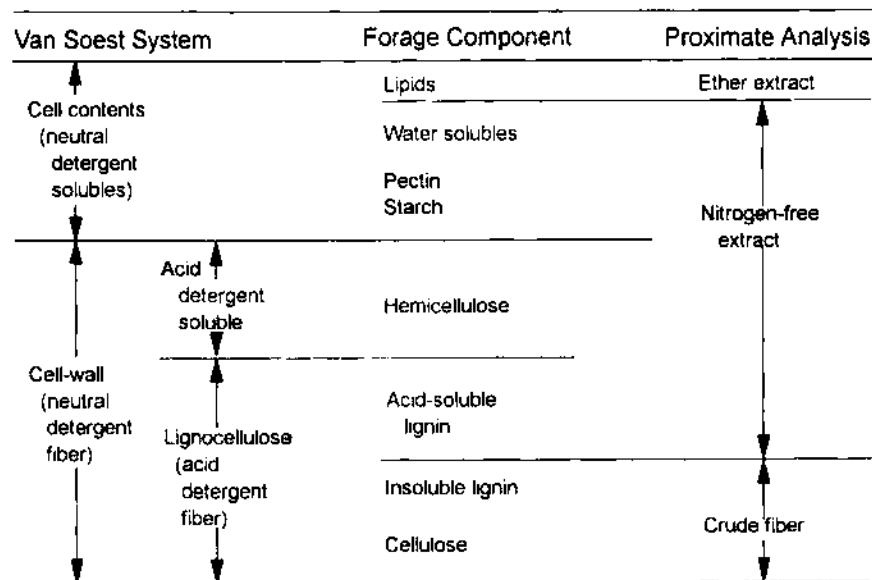 Van Soest System Forage Component Proximate Analysis
Lipids Ether extract
Cell contents
(neutral
detergent
solubles)
Water solubles
Pectin
Starch
Nitrogen-free
extract
Acid
detergent
soluble
Hemicellulose
Cell-wall
(neutral
detergent
fiber)
Lignocellulose
(acid
detergent
fiber)
Acid-soluble
lignin
Insoluble lignin
Cellulose
Crude fiber